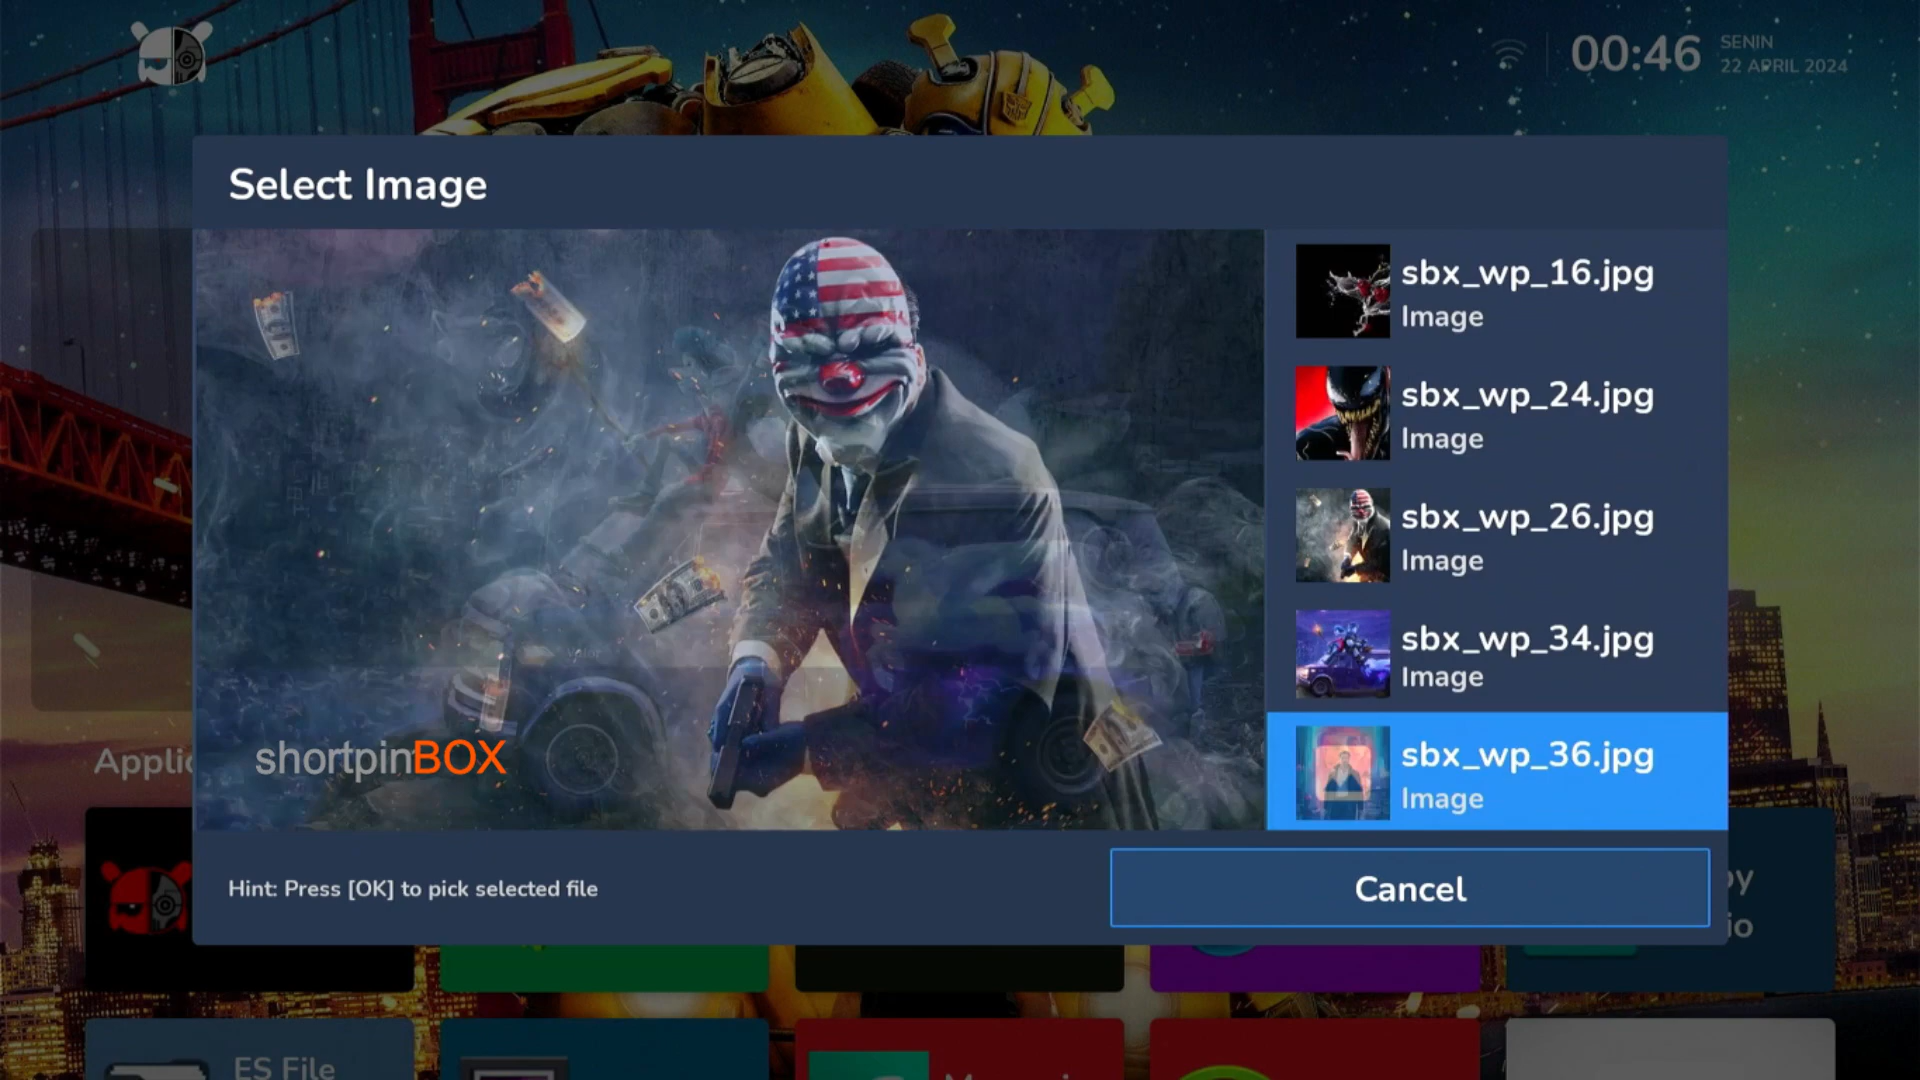 00:46
SENIN
22 APRIL 2024
Select Image
sbx_wp_16.jpg
Image
sbx_wp_24.jpg
Image
sbx_wp_26.jpg
Image
sbx_wp_34.jpg
Image
sbx_wp_36.jpg
Image
shortpinBOX
Applic
Hint: Press [OK] to pick selected file
Cancel
ES File